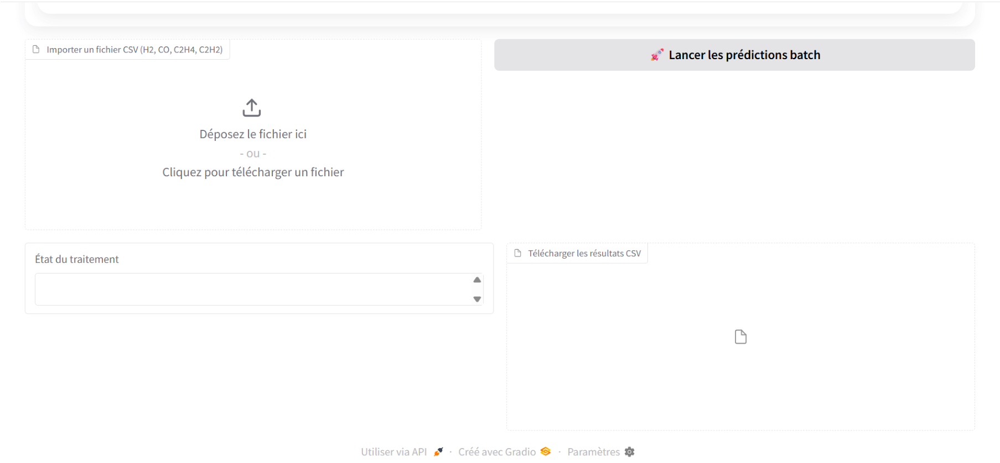 Importer un fichier CSV (H2, CO, C2H4, C2H2)
🚀 Lancer les prédictions batch
Déposez le fichier ici
- ou -
Cliquez pour télécharger un fichier
État du traitement
Télécharger les résultats CSV
Utiliser via API · Créé avec Gradio · Paramètres